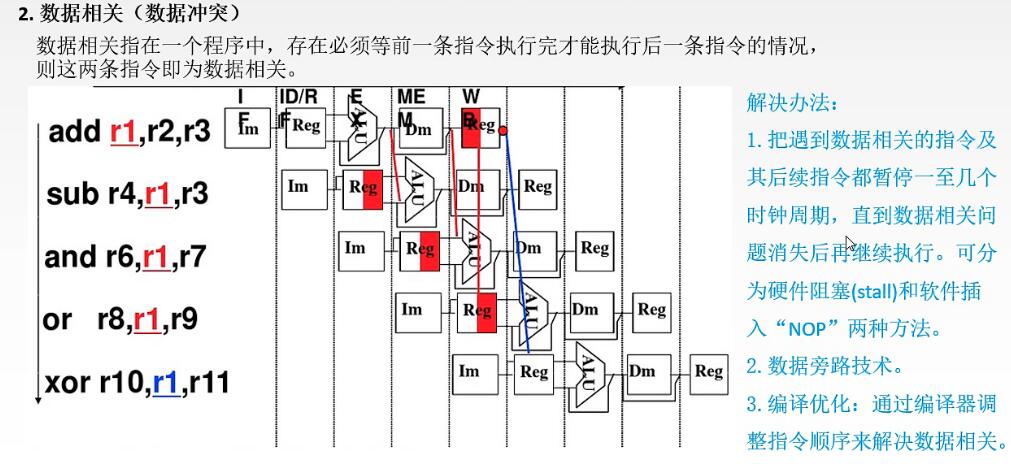 2. 数据相关（数据冲突）
数据相关指在一个程序中，存在必须等前一条指令执行完才能执行后一条指令的情况，
则这两条指令即为数据相关。
IF ID/RF EX MEM WB
add r1,r2,r3 Im Reg ALU Dm Reg
sub r4,r1,r3 Im Reg ALU Dm Reg
and r6,r1,r7 Im Reg ALU Dm Reg
or r8,r1,r9 Im Reg ALU Dm Reg
xor r10,r1,r11 Im Reg ALU Dm Reg
解决办法：
1. 把遇到数据相关的指令及
其后续指令都暂停一至几个
时钟周期，直到数据相关问
题消失后再继续执行。可分
为硬件阻塞(stall)和软件插
入“NOP”两种方法。
2. 数据旁路技术。
3. 编译优化：通过编译器调
整指令顺序来解决数据相关。